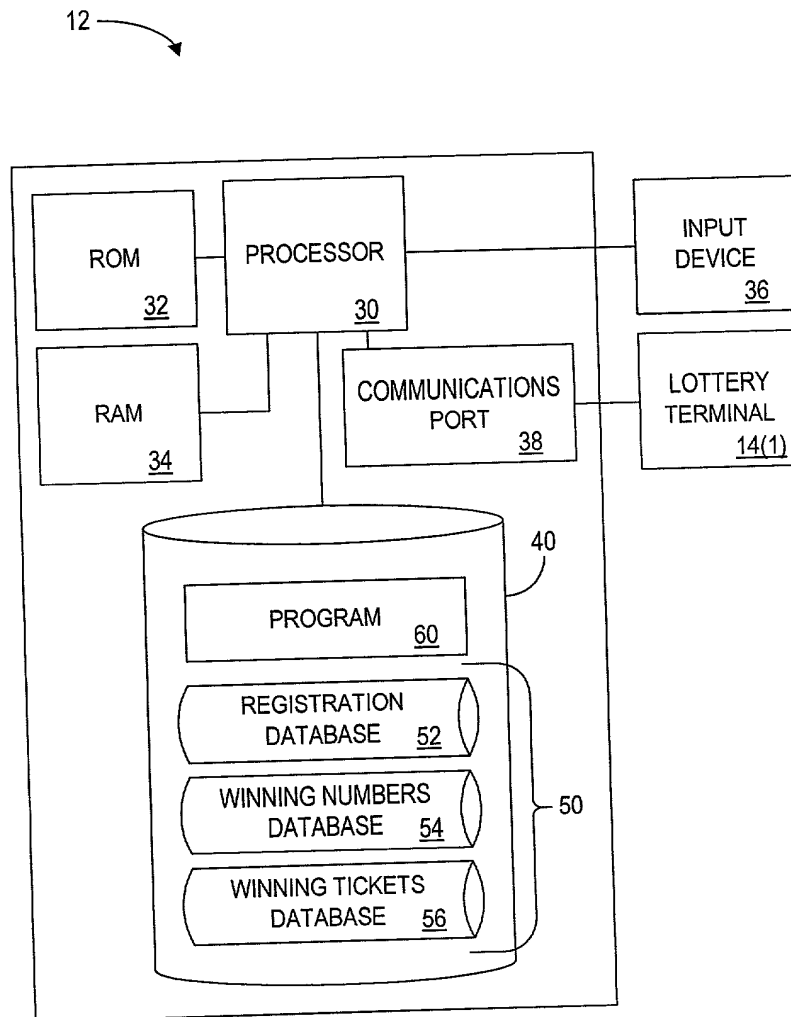 12
ROM
32
PROCESSOR
30
INPUT
DEVICE
36
RAM
34
COMMUNICATIONS
PORT
38
LOTTERY
TERMINAL
14(1)
40
PROGRAM
60
REGISTRATION
DATABASE 52
WINNING NUMBERS
DATABASE 54
50
WINNING TICKETS
DATABASE 56